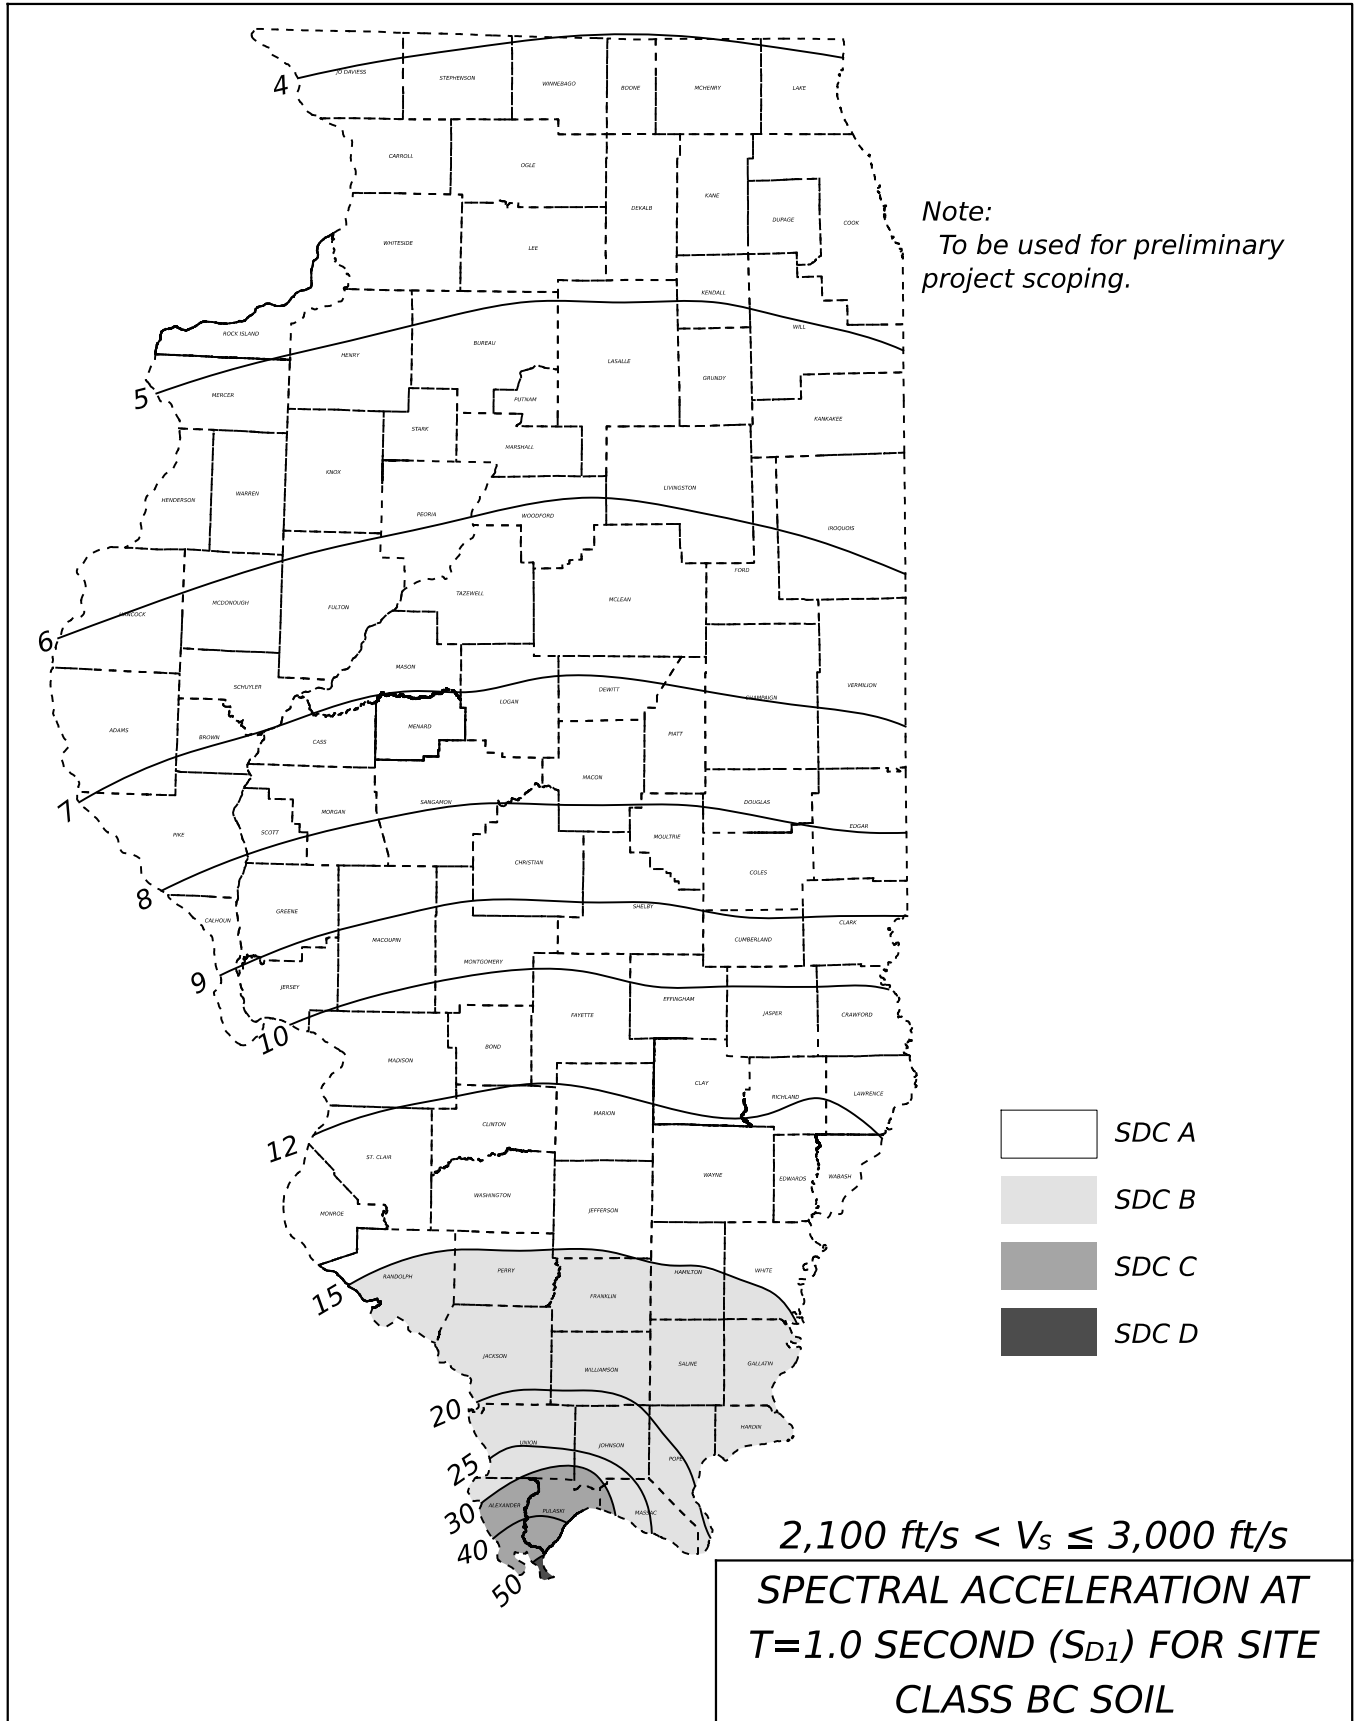 4
JO DAVIESS
STEPHENSON
WINNEBAGO
BOONE
MCHENRY
LAKE
CARROLL
OGLE
DEKALB
KANE
DUPAGE
COOK
Note:
To be used for preliminary
project scoping.
WHITESIDE
LEE
KENDALL
WILL
ROCK ISLAND
HENRY
BUREAU
LASALLE
GRUNDY
5
MERCER
PUTNAM
KANKAKEE
STARK
MARSHALL
HENDERSON
WARREN
KNOX
PEORIA
WOODFORD
LIVINGSTON
IROQUOIS
FORD
6
HANCOCK
MCDONOUGH
FULTON
TAZEWELL
MCLEAN
MASON
SCHUYLER
LOGAN
DEWITT
CHAMPAIGN
VERMILION
ADAMS
BROWN
CASS
MENARD
PIATT
7
MACON
PIKE
SCOTT
MORGAN
SANGAMON
DOUGLAS
EDGAR
MOULTRIE
CHRISTIAN
COLES
8
CALHOUN
GREENE
SHELBY
CLARK
MACOUPIN
CUMBERLAND
MONTGOMERY
9
JERSEY
EFFINGHAM
FAYETTE
JASPER
CRAWFORD
10
MADISON
BOND
CLAY
RICHLAND
LAWRENCE
12
CLINTON
MARION
SDC A
ST. CLAIR
WASHINGTON
WAYNE
EDWARDS
WABASH
SDC B
MONROE
JEFFERSON
SDC C
15
RANDOLPH
PERRY
FRANKLIN
HAMILTON
WHITE
SDC D
JACKSON
WILLIAMSON
SALINE
GALLATIN
20
UNION
JOHNSON
POPE
HARDIN
25
30
ALEXANDER
PULASKI
MASSAC
40
50
2,100 ft/s < Vs ≤ 3,000 ft/s
SPECTRAL ACCELERATION AT
T=1.0 SECOND (SD1) FOR SITE
CLASS BC SOIL